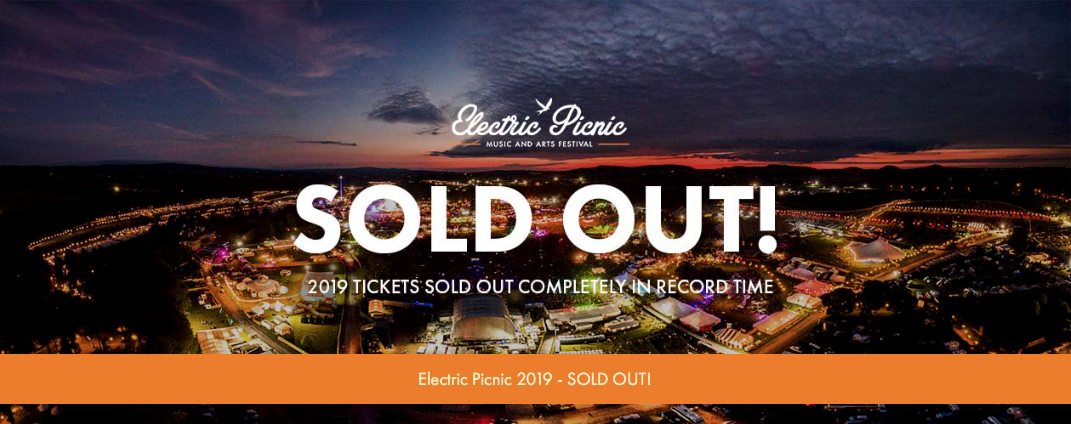 Electric Picnic
MUSIC AND ARTS FESTIVAL
SOLD OUT!
2019 TICKETS SOLD OUT COMPLETELY IN RECORD TIME
Electric Picnic 2019 - SOLD OUT!